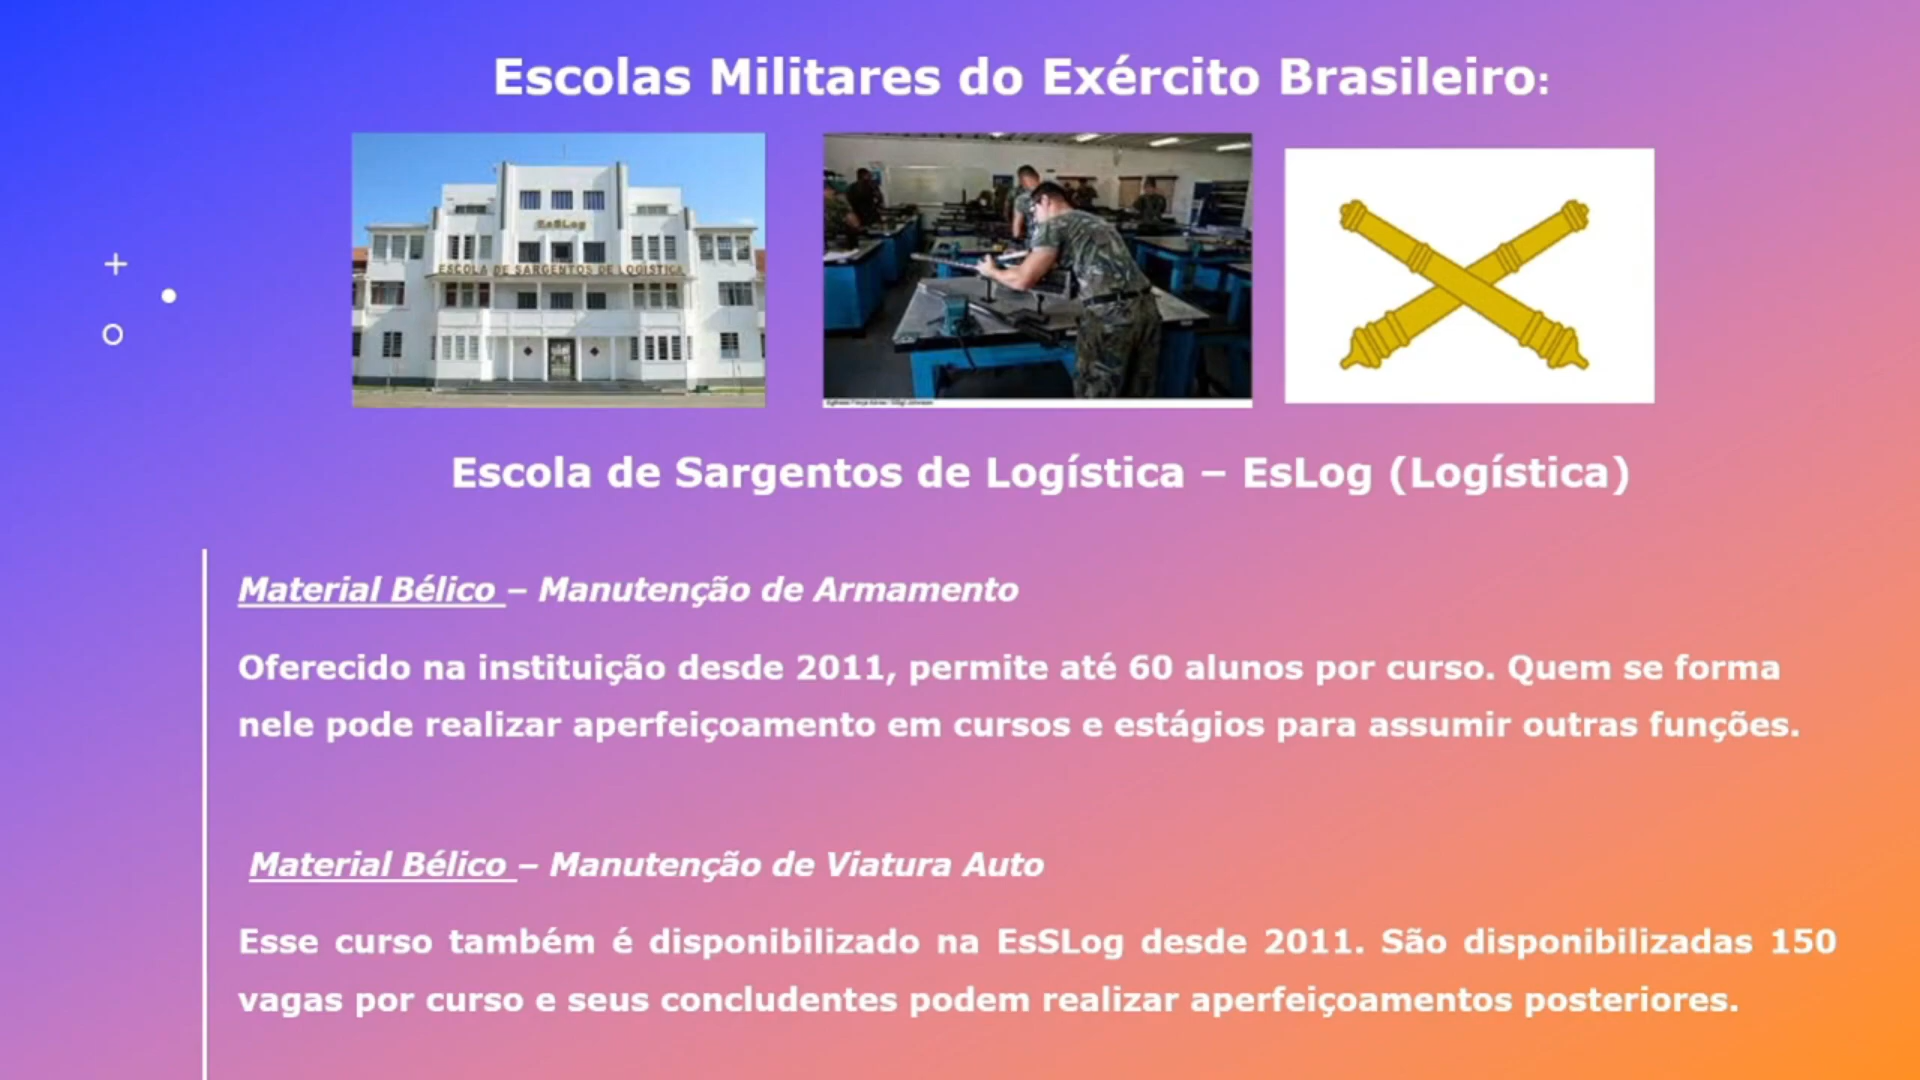 Escolas Militares do Exército Brasileiro:
EsSLog
ESCOLA DE SARGENTOS DE LOGISTICA
Escola de Sargentos de Logística – EsLog (Logística)
Material Bélico – Manutenção de Armamento
Oferecido na instituição desde 2011, permite até 60 alunos por curso. Quem se forma
nele pode realizar aperfeiçoamento em cursos e estágios para assumir outras funções.
Material Bélico – Manutenção de Viatura Auto
Esse curso também é disponibilizado na EsSLog desde 2011. São disponibilizadas 150
vagas por curso e seus concludentes podem realizar aperfeiçoamentos posteriores.